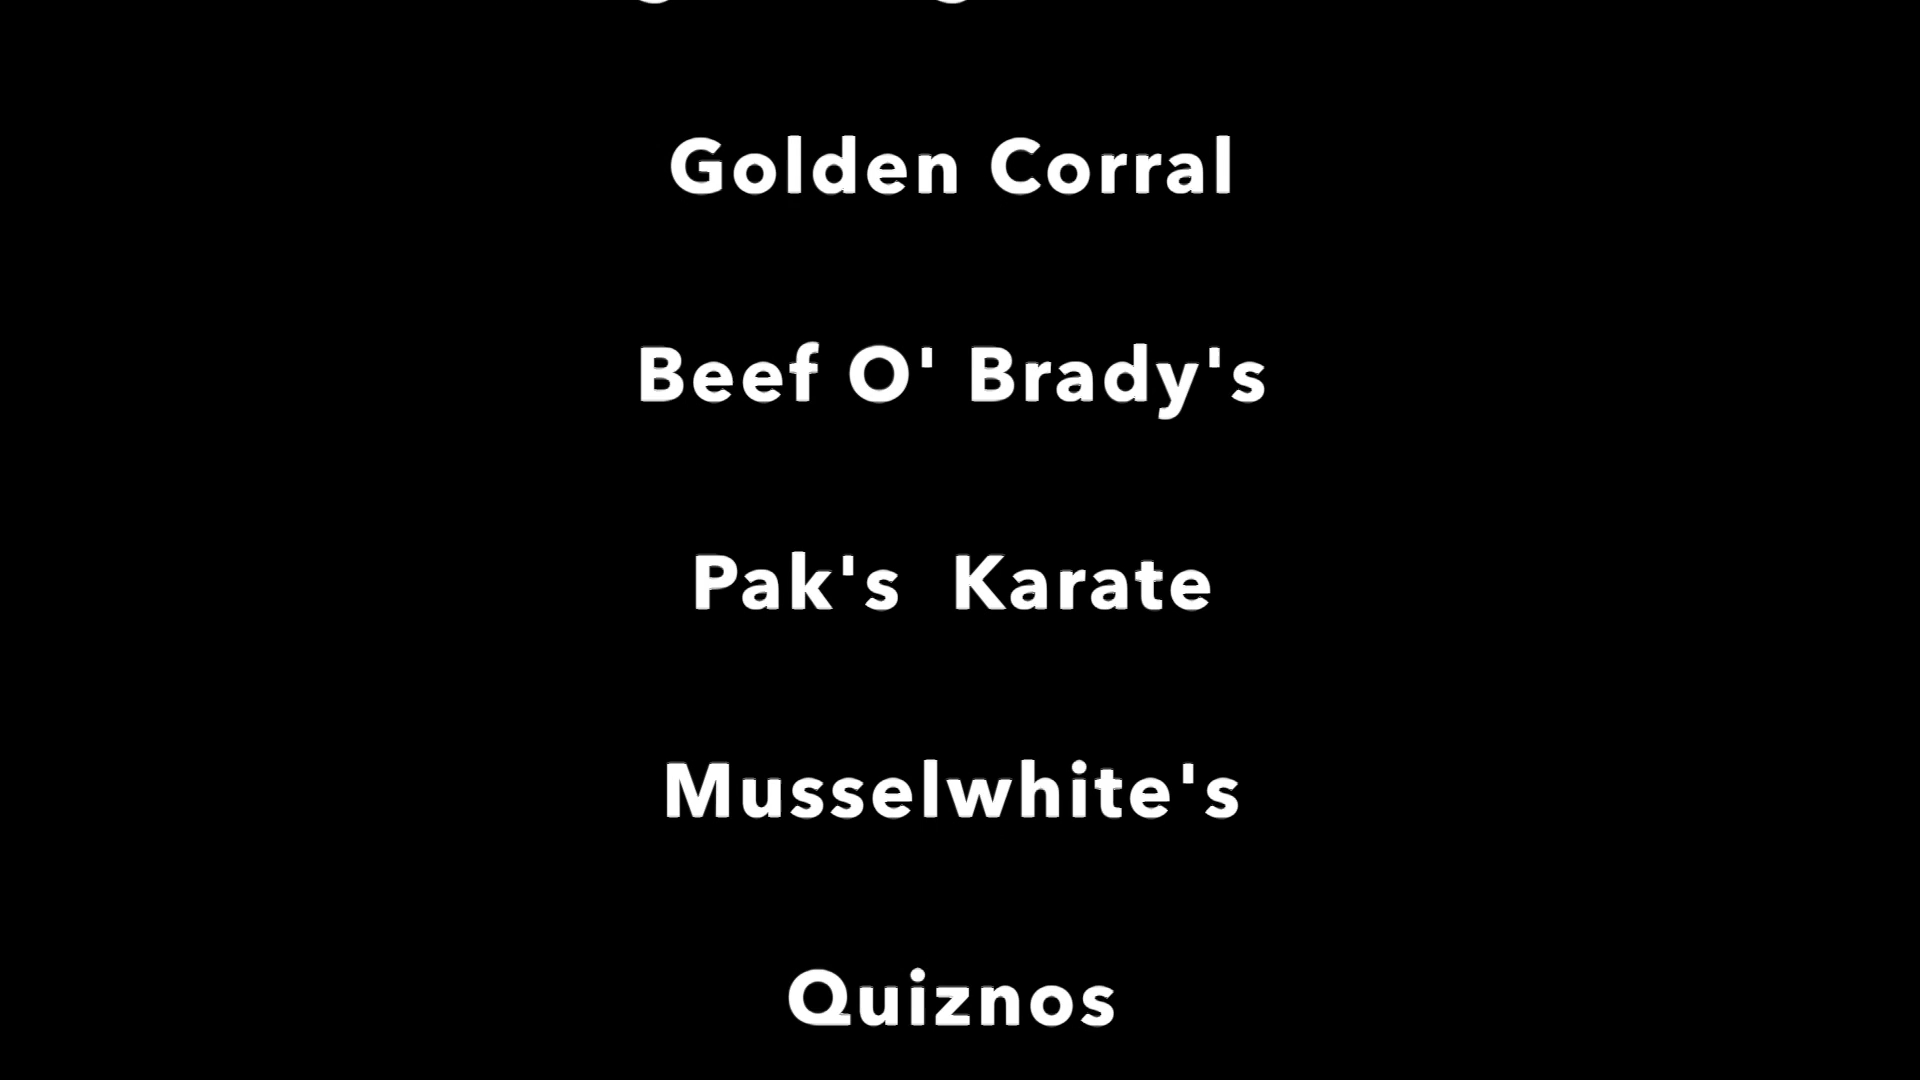 Golden Corral
Beef O' Brady's
Pak's  Karate
Musselwhite's
Quiznos